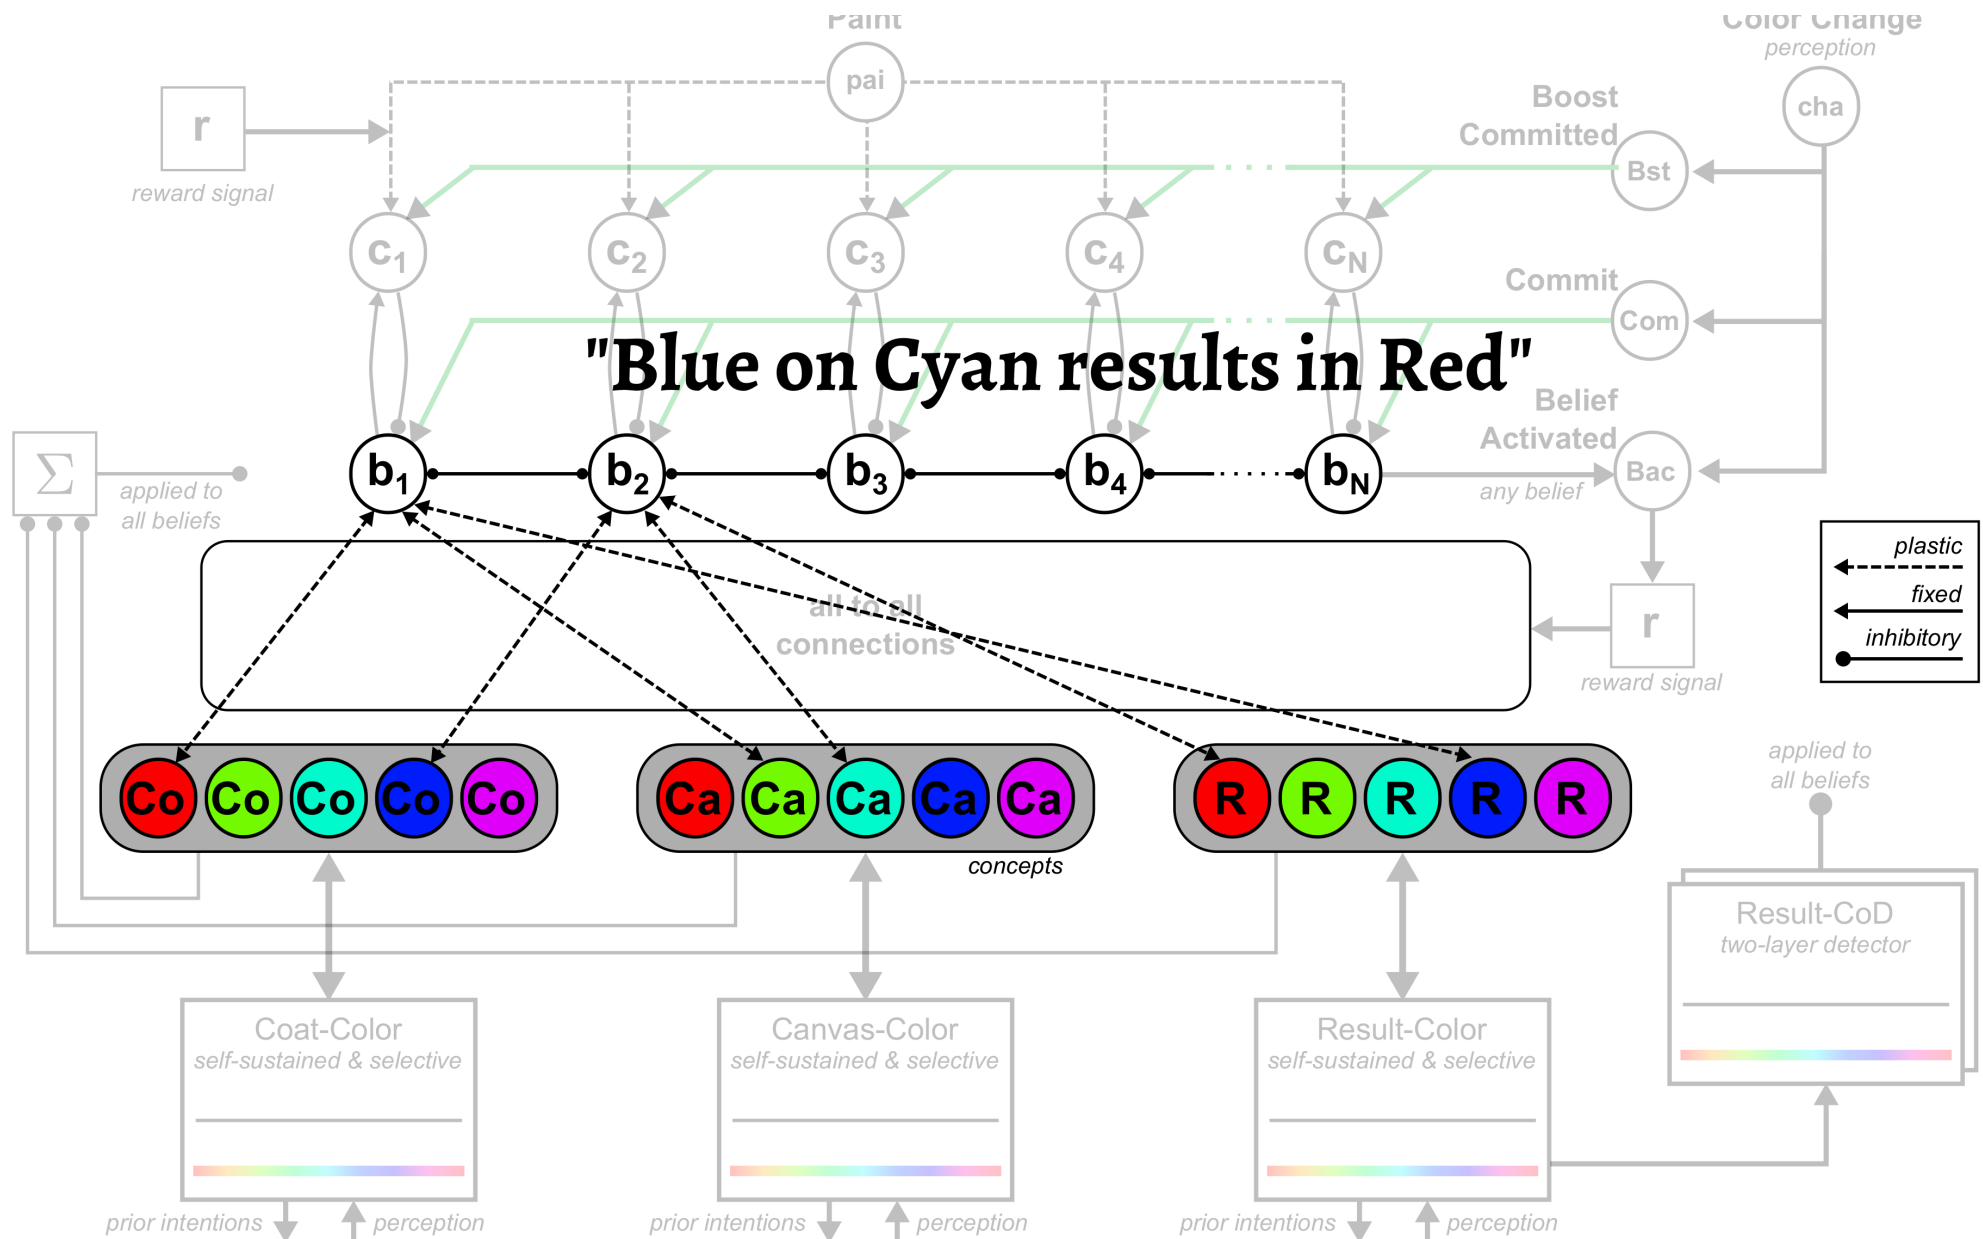 Paint
Color Change
perception
pai
cha
r
reward signal
Boost
Committed
Bst
c1
c2
c3
c4
cN
Commit
Com
"Blue on Cyan results in Red"
Belief
Activated
Bac
any belief
Σ
applied to
all beliefs
b1
b2
b3
b4
bN
plastic
fixed
inhibitory
all to all
connections
r
reward signal
Co Co Co Co Co
Ca Ca Ca Ca Ca
R R R R R
concepts
applied to
all beliefs
Result-CoD
two-layer detector
Coat-Color
self-sustained & selective
Canvas-Color
self-sustained & selective
Result-Color
self-sustained & selective
prior intentions
perception
prior intentions
perception
prior intentions
perception